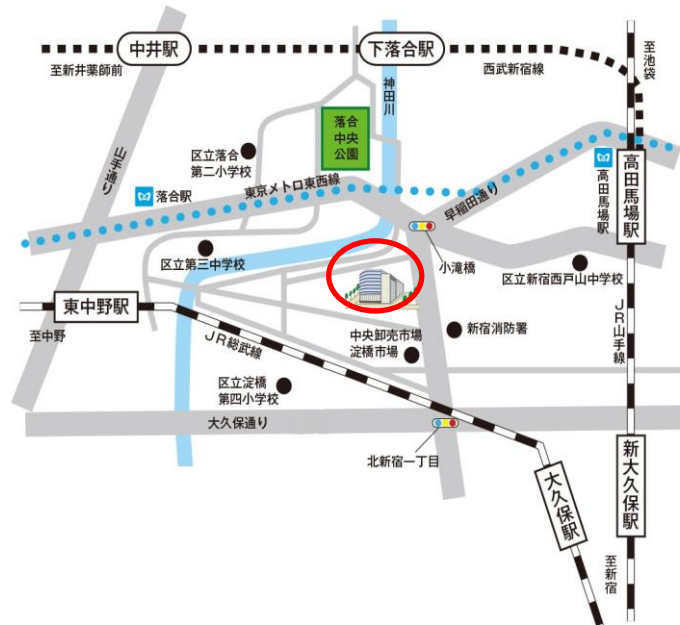 中井駅
下落合駅
至新井薬師前
西武新宿線
至池袋
神田川
山手通り
落合
中央
公園
区立落合
第二小学校
東京メトロ東西線
落合駅
早稲田通り
高田馬場駅
高田馬場駅
小滝橋
区立第三中学校
区立新宿西戸山中学校
東中野駅
至中野
JR総武線
中央卸売市場
淀橋市場
新宿消防署
JR山手線
区立淀橋
第四小学校
大久保通り
北新宿一丁目
大久保駅
新大久保駅
至新宿